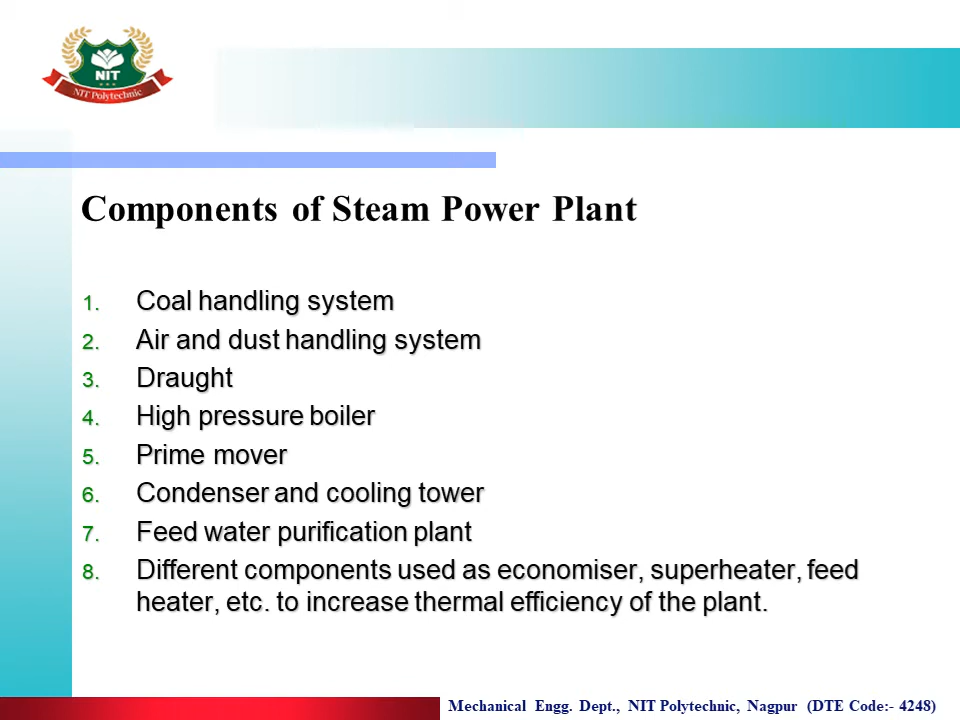 NIT
NIT Polytechnic
Components of Steam Power Plant
1. Coal handling system
2. Air and dust handling system
3. Draught
4. High pressure boiler
5. Prime mover
6. Condenser and cooling tower
7. Feed water purification plant
8. Different components used as economiser, superheater, feed
heater, etc. to increase thermal efficiency of the plant.
Mechanical Engg. Dept., NIT Polytechnic, Nagpur (DTE Code:- 4248)